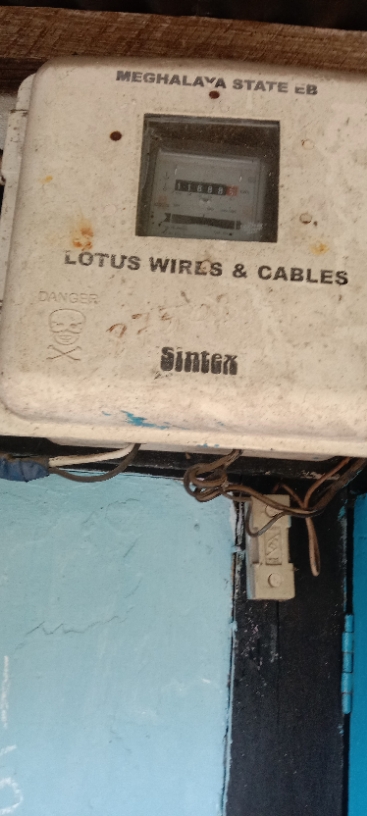 MEGHALAYA STATE EB
LOTUS WIRES & CABLES
DANGER
Sintex